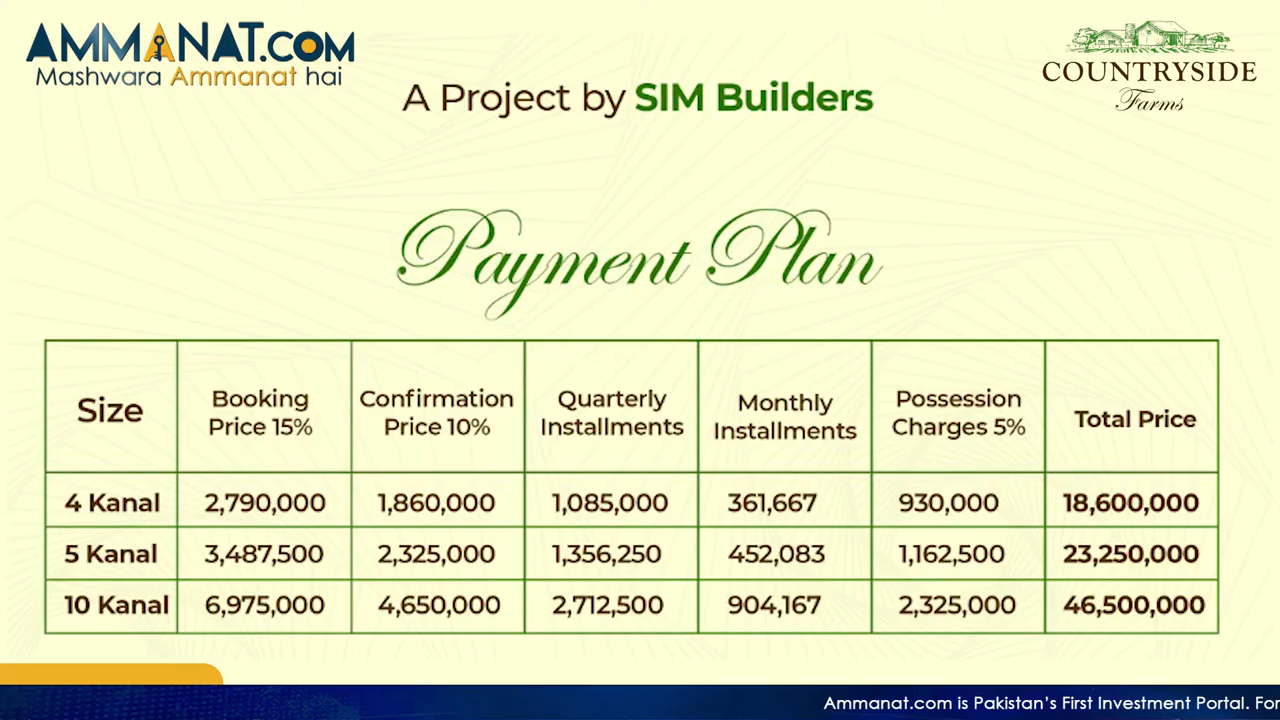 AMMANAT.COM
Mashwara Ammanat hai
COUNTRYSIDE
Farms
A Project by SIM Builders
Payment Plan
Size Booking Price 15% Confirmation Price 10% Quarterly Installments Monthly Installments Possession Charges 5% Total Price
4 Kanal 2,790,000 1,860,000 1,085,000 361,667 930,000 18,600,000
5 Kanal 3,487,500 2,325,000 1,356,250 452,083 1,162,500 23,250,000
10 Kanal 6,975,000 4,650,000 2,712,500 904,167 2,325,000 46,500,000
Ammanat.com is Pakistan's First Investment Portal. For